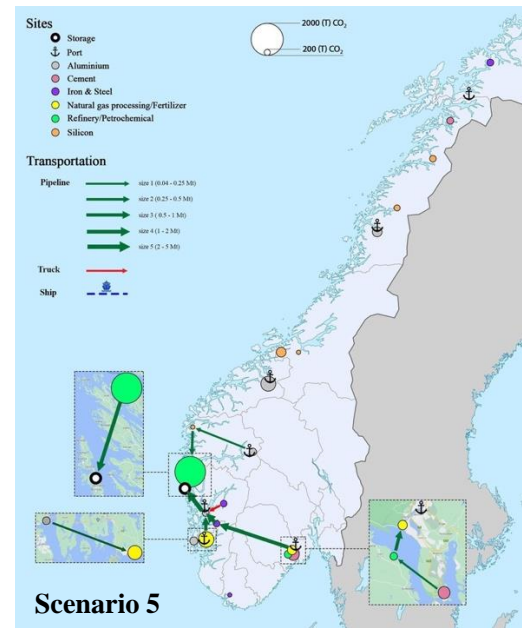 Sites
Storage
Port
Aluminium
Cement
Iron & Steel
Natural gas processing/Fertilizer
Refinery/Petrochemical
Silicon
2000 (T) CO₂
200 (T) CO₂
Transportation
Pipeline
size 1 (0.04 - 0.25 Mt)
size 2 (0.25 - 0.5 Mt)
size 3 ( 0.5 - 1 Mt)
size 4 (1 - 2 Mt)
size 5 (2 - 5 Mt)
Truck
Ship
Scenario 5